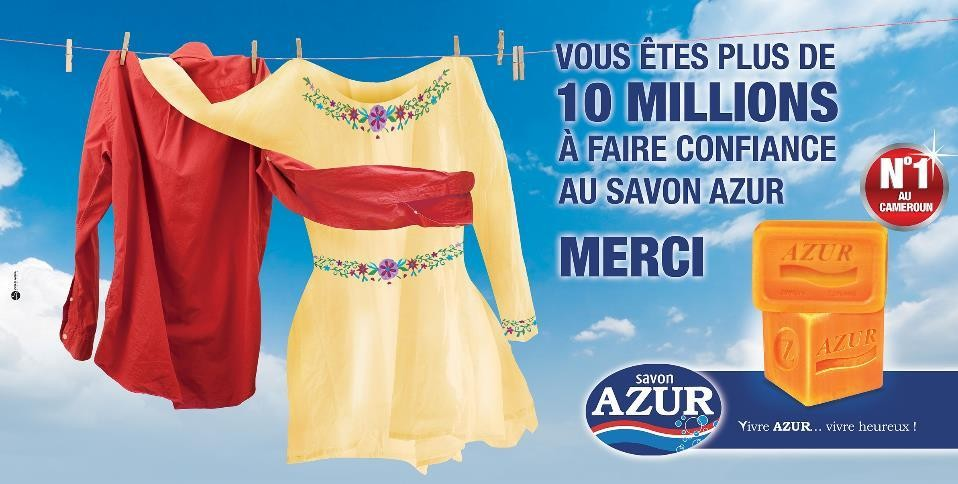 VOUS ÊTES PLUS DE
10 MILLIONS
À FAIRE CONFIANCE
AU SAVON AZUR
MERCI
N°1
AU
CAMEROUN
AZUR
AZUR
savon
AZUR
Vivre AZUR... vivre heureux !